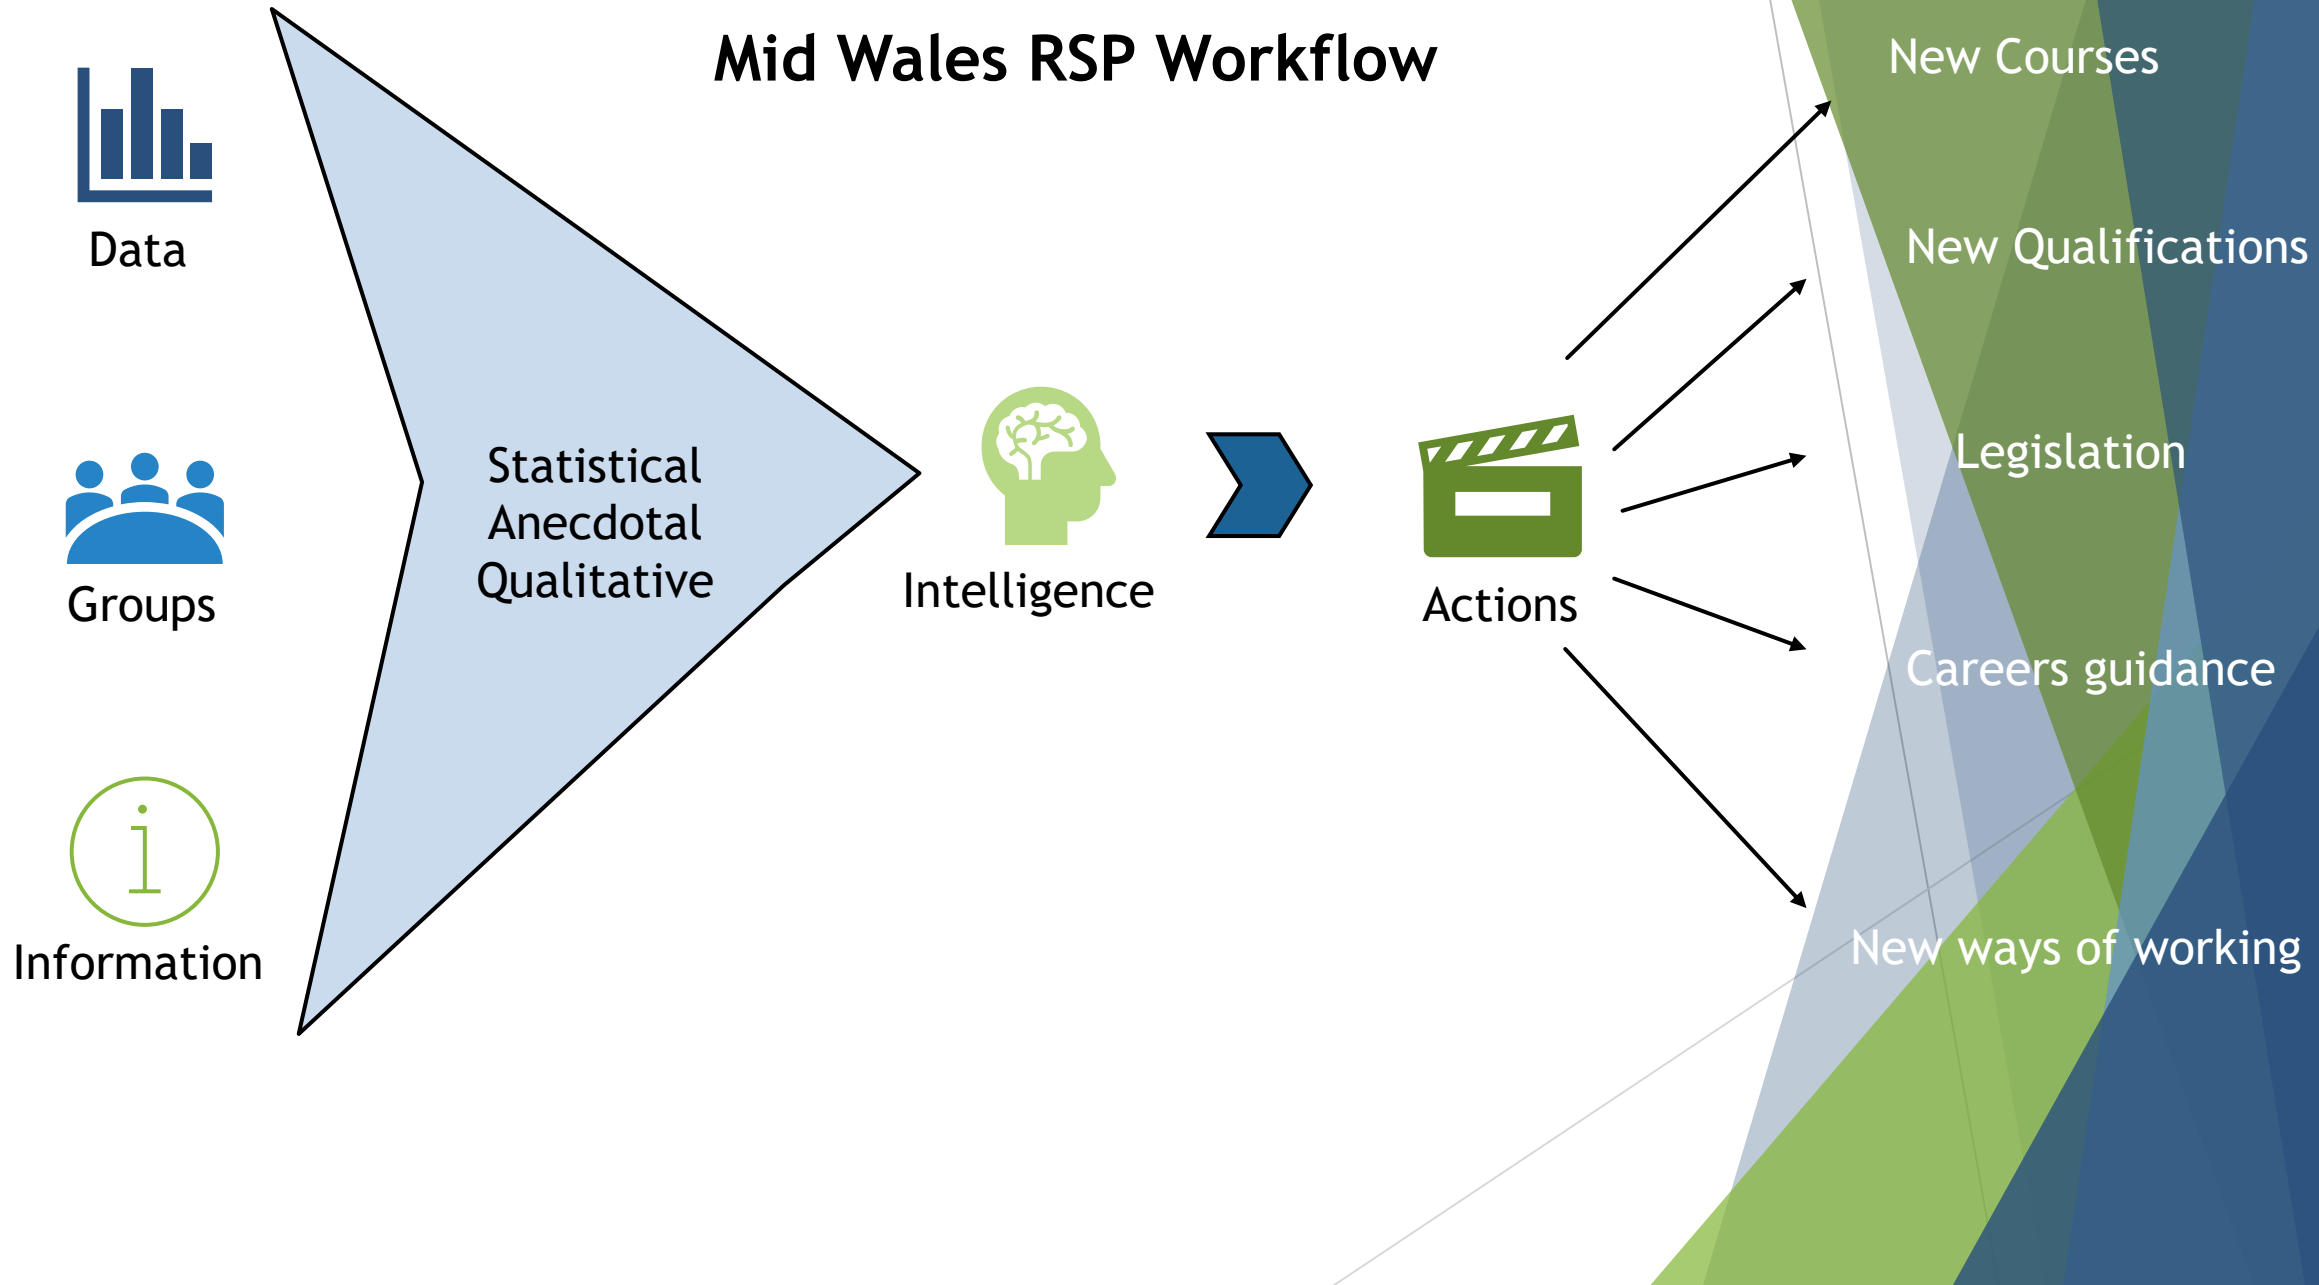 Mid Wales RSP Workflow
Data
Groups
Information
Statistical
Anecdotal
Qualitative
Intelligence
Actions
New Courses
New Qualifications
Legislation
Careers guidance
New ways of working